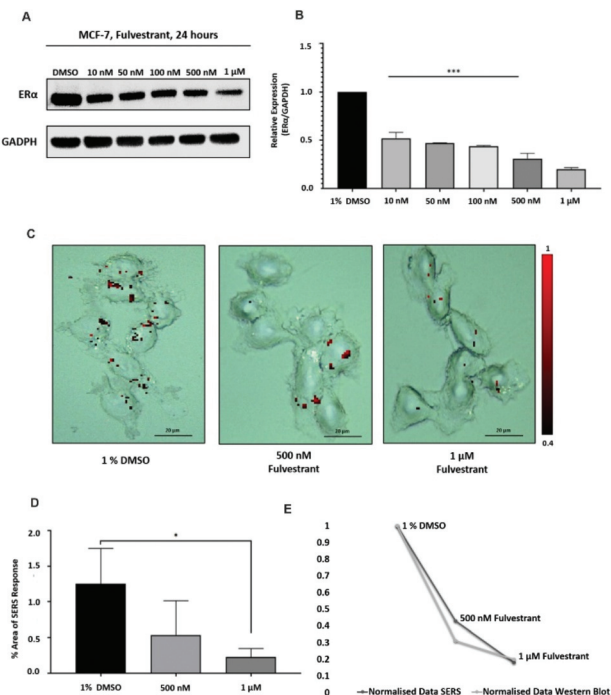 A
MCF-7, Fulvestrant, 24 hours
DMSO 10 nM 50 nM 100 nM 500 nM 1 µM
ERα
GADPH
B
Relative Expression
(ERα/GAPDH)
1.5
1.0
0.5
0.0
***
1% DMSO 10 nM 50 nM 100 nM 500 nM 1 µM
C
20 µm
20 µm
20 µm
1
0.4
1 % DMSO
500 nM
Fulvestrant
1 µM
Fulvestrant
D
% Area of SERS Response
2.0
1.5
1.0
0.5
0.0
*
1% DMSO 500 nM 1 µM
E
1
0.9
0.8
0.7
0.6
0.5
0.4
0.3
0.2
0.1
0
1 % DMSO
500 nM Fulvestrant
1 µM Fulvestrant
Normalised Data SERS Normalised Data Western Blot